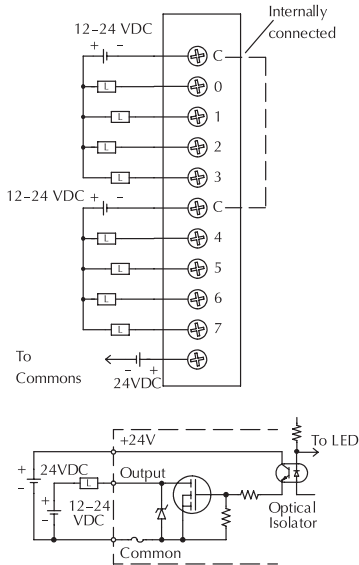 Internally
connected
12–24 VDC
+ –
C
L 0
L 1
L 2
L 3
12–24 VDC + –
C
L 4
L 5
L 6
L 7
To
Commons
– +
24VDC
+24V
To LED
+ 24VDC
–
L
Output
+ 12–24
VDC
–
Optical
Isolator
Common